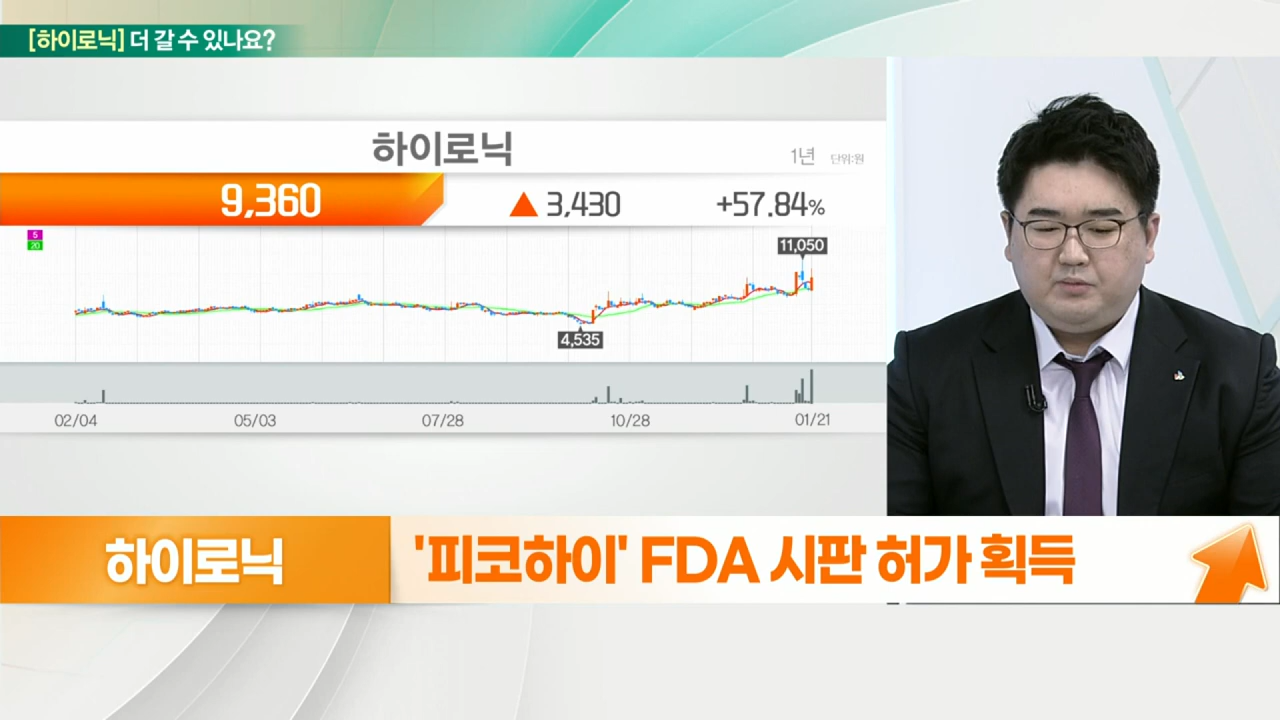 [하이로닉] 더 갈 수 있나요?
하이로닉
1년 단위:원
9,360 ▲ 3,430 +57.84%
5
20
11,050
4,535
02/04 05/03 07/28 10/28 01/21
하이로닉 '피코하이' FDA 시판 허가 획득